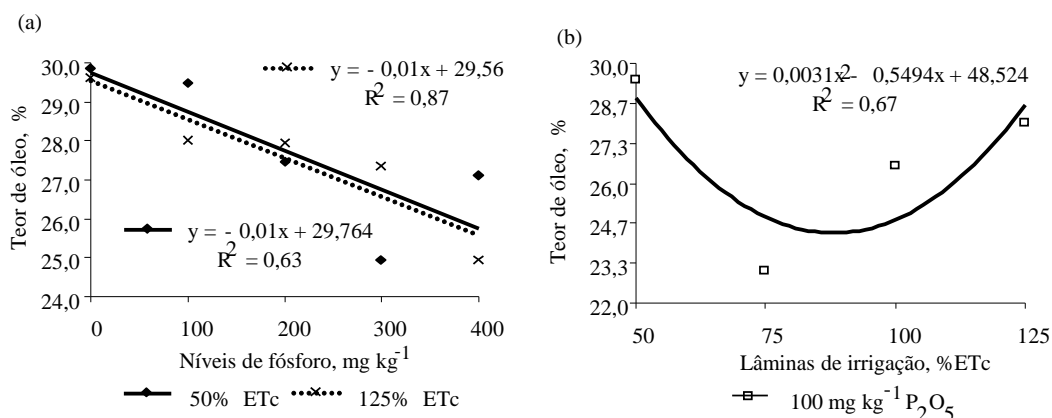 (a)
Teor de óleo, %
30,0
29,0
28,0
27,0
26,0
25,0
24,0
y = - 0,01x + 29,56
R² = 0,87
y = - 0,01x + 29,764
R² = 0,63
0 100 200 300 400
Níveis de fósforo, mg kg⁻¹
50% ETc 125% ETc
(b)
Teor de óleo, %
30,0
28,7
27,3
26,0
24,7
23,3
22,0
y = 0,0031x² - 0,5494x + 48,524
R² = 0,67
50 75 100 125
Lâminas de irrigação, %ETc
100 mg kg⁻¹ P₂O₅